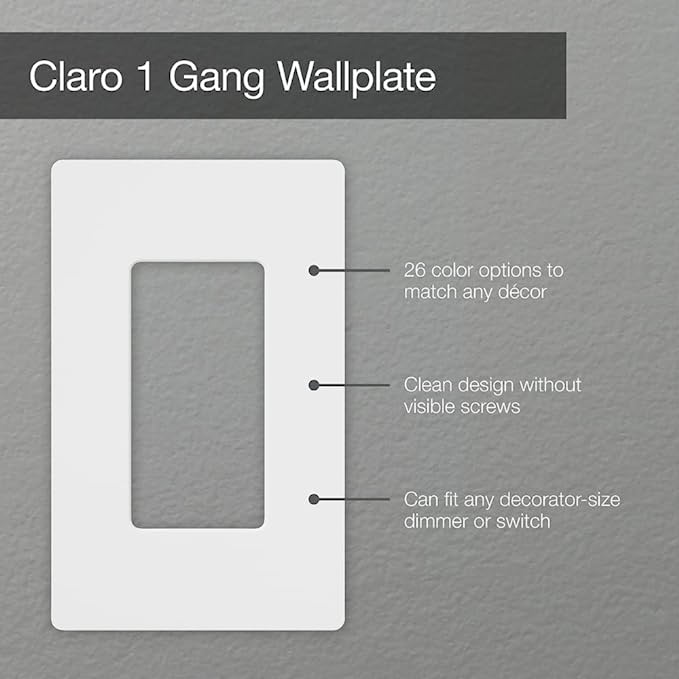 Claro 1 Gang Wallplate
26 color options to
match any décor
Clean design without
visible screws
Can fit any decorator-size
dimmer or switch